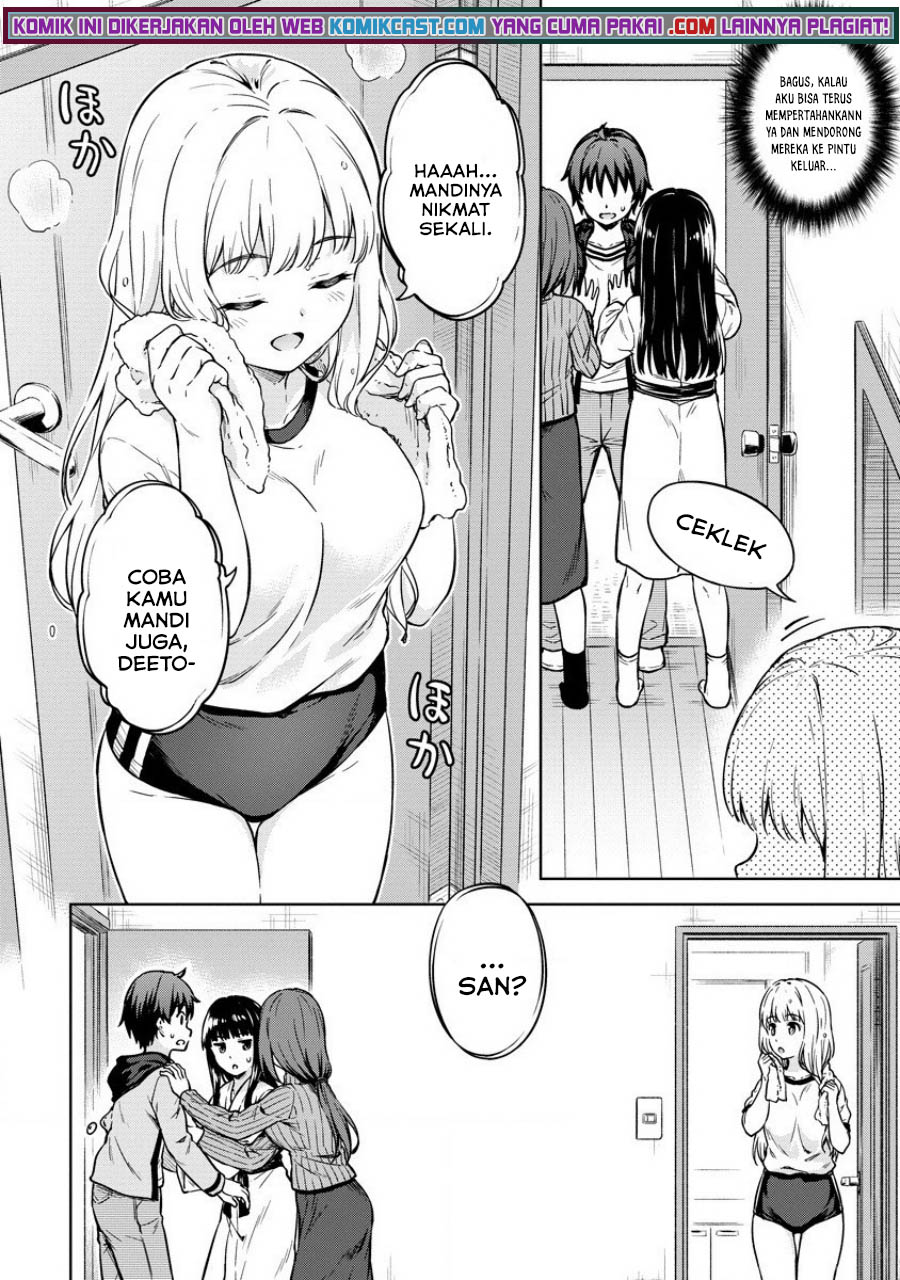 KOMIK INI DIKERJAKAN OLEH WEB KOMIKCAST.COM YANG CUMA PAKAI .COM LAINNYA PLAGIAT!
BAGUS, KALAU
AKU BISA TERUS
MEMPERTAHANKANN
YA DAN MENDORONG
MEREKA KE PINTU
KELUAR...
CEKLEK
ほか
HAAAH...
MANDINYA
NIKMAT
SEKALI.
COBA
KAMU
MANDI
JUGA,
DEETO-
ほか
...
SAN?